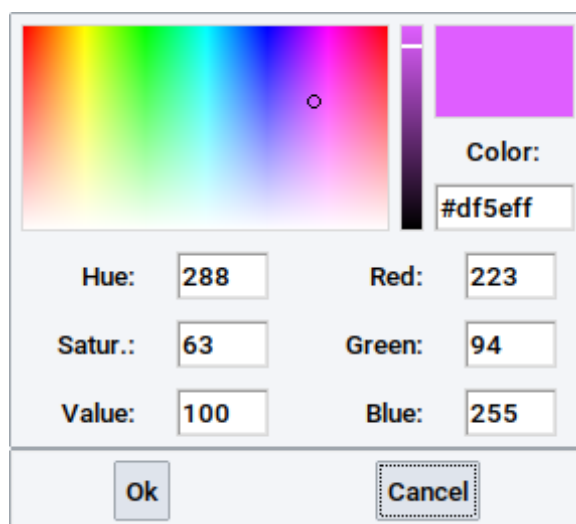 Color:
#df5eff
Hue: 288 Red: 223
Satur.: 63 Green: 94
Value: 100 Blue: 255
Ok Cancel